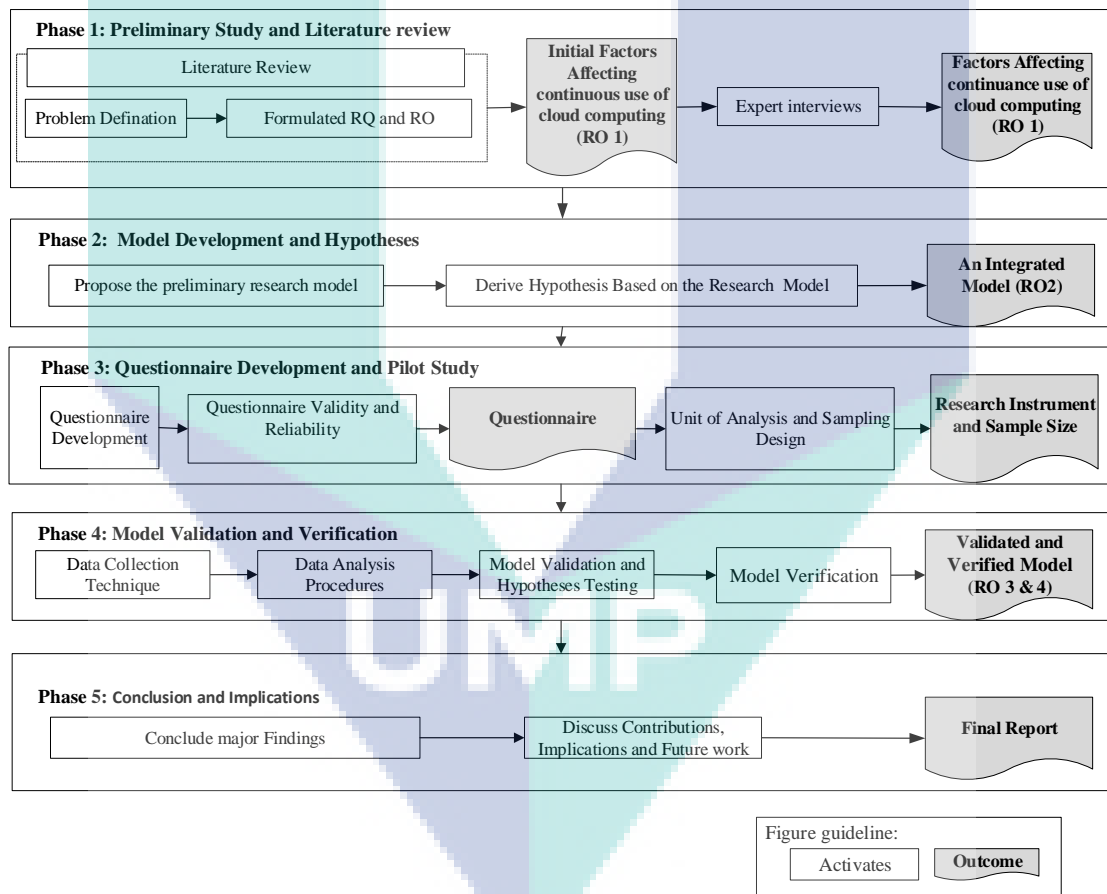 Phase 1: Preliminary Study and Literature review
Literature Review
Problem Defination
Formulated RQ and RO
Initial Factors
Affecting
continuous use of
cloud computing
(RO 1)
Expert interviews
Factors Affecting
continuance use of
cloud computing
(RO 1)
Phase 2: Model Development and Hypotheses
Propose the preliminary research model
Derive Hypothesis Based on the Research Model
An Integrated
Model (RO2)
Phase 3: Questionnaire Development and Pilot Study
Questionnaire
Development
Questionnaire Validity and
Reliability
Questionnaire
Unit of Analysis and Sampling
Design
Research Instrument
and Sample Size
Phase 4: Model Validation and Verification
Data Collection
Technique
Data Analysis
Procedures
Model Validation and
Hypotheses Testing
Model Verification
Validated and
Verified Model
(RO 3 & 4)
UMP
Phase 5: Conclusion and Implications
Conclude major Findings
Discuss Contributions,
Implications and Future work
Final Report
Figure guideline:
Activates
Outcome